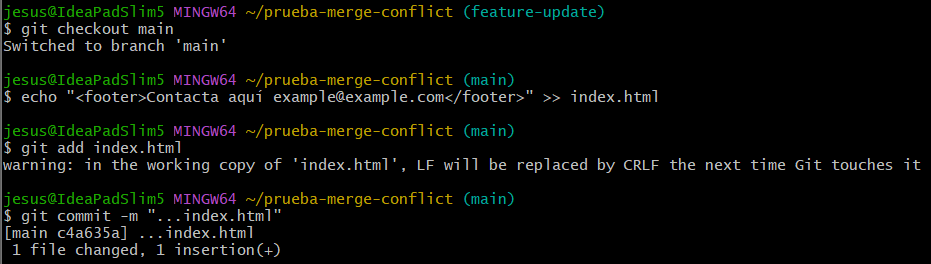 jesus@IdeaPadSlim5 MINGW64 ~/prueba-merge-conflict (feature-update)
$ git checkout main
Switched to branch 'main'
jesus@IdeaPadSlim5 MINGW64 ~/prueba-merge-conflict (main)
$ echo "<footer>Contacta aquí example@example.com</footer>" >> index.html
jesus@IdeaPadSlim5 MINGW64 ~/prueba-merge-conflict (main)
$ git add index.html
warning: in the working copy of 'index.html', LF will be replaced by CRLF the next time Git touches it
jesus@IdeaPadSlim5 MINGW64 ~/prueba-merge-conflict (main)
$ git commit -m "...index.html"
[main c4a635a] ...index.html
 1 file changed, 1 insertion(+)